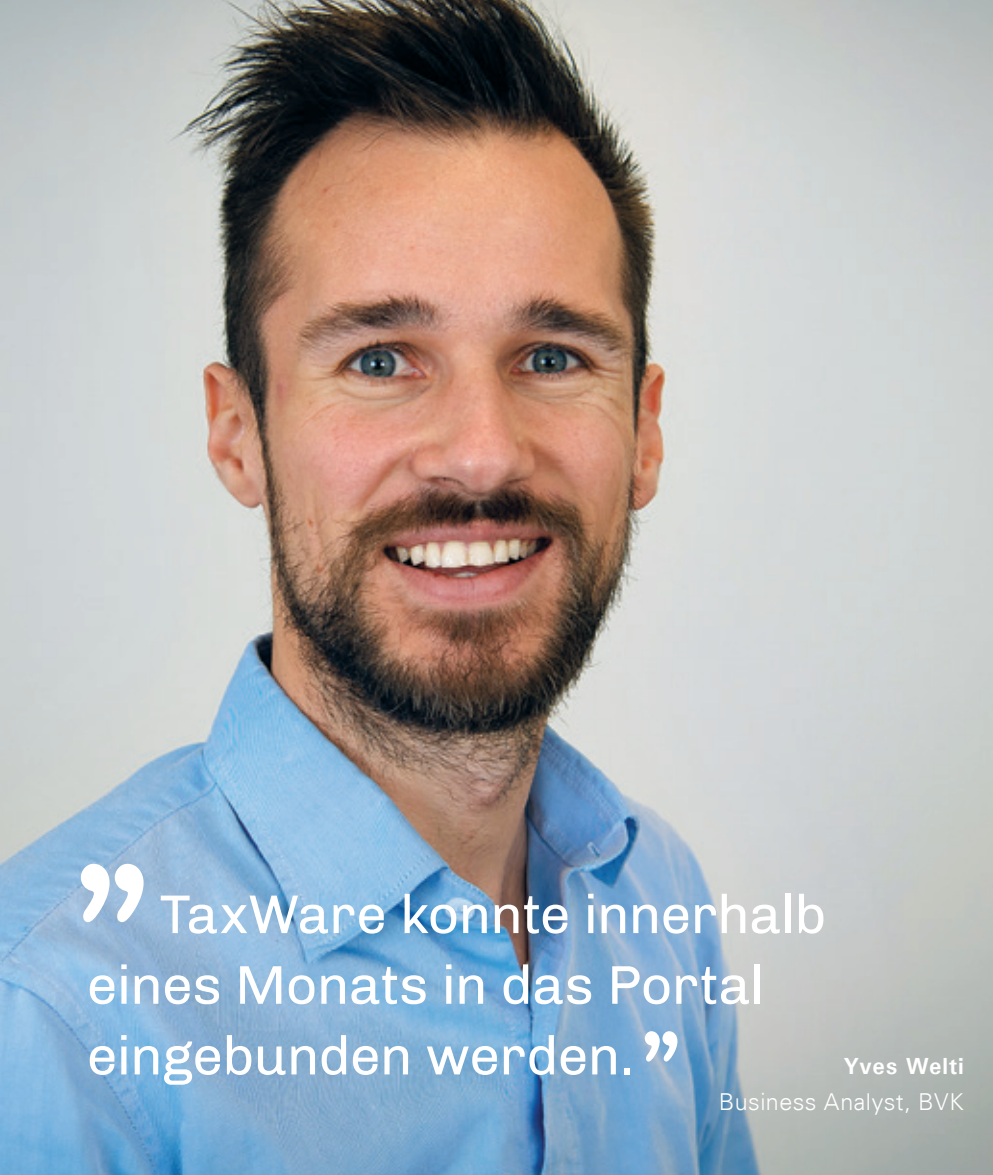 ” TaxWare konnte innerhalb
eines Monats in das Portal
eingebunden werden. ”
Yves Welti
Business Analyst, BVK